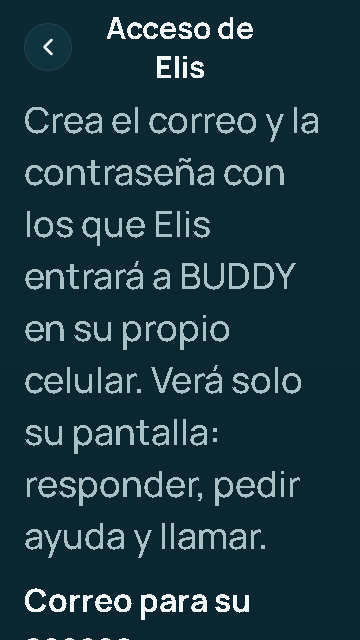 Acceso de
Elis
Crea el correo y la
contraseña con
los que Elis
entrará a BUDDY
en su propio
celular. Verá solo
su pantalla:
responder, pedir
ayuda y llamar.
Correo para su